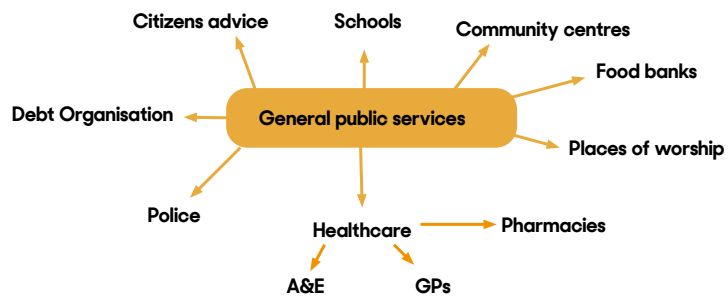 Citizens advice
Schools
Community centres
Food banks
Debt Organisation
General public services
Places of worship
Police
Healthcare
Pharmacies
A&E
GPs